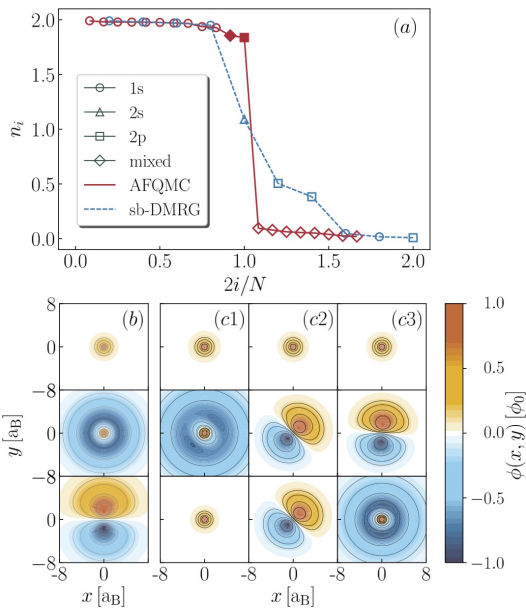 (a)
2.0
1.5
1.0
0.5
0.0
n_i
1s
2s
2p
mixed
AFQMC
sb-DMRG
0.0 0.5 1.0 1.5 2.0
2i/N
(b) (c1) (c2) (c3)
8
0
−8
8
0
−8
8
0
−8
y [a_B]
−8 0 8
−8 0 8
−8 0 8
−8 0 8
x [a_B]
x [a_B]
1.0
0.5
0.0
−0.5
−1.0
ϕ(x, y) [ϕ_0]